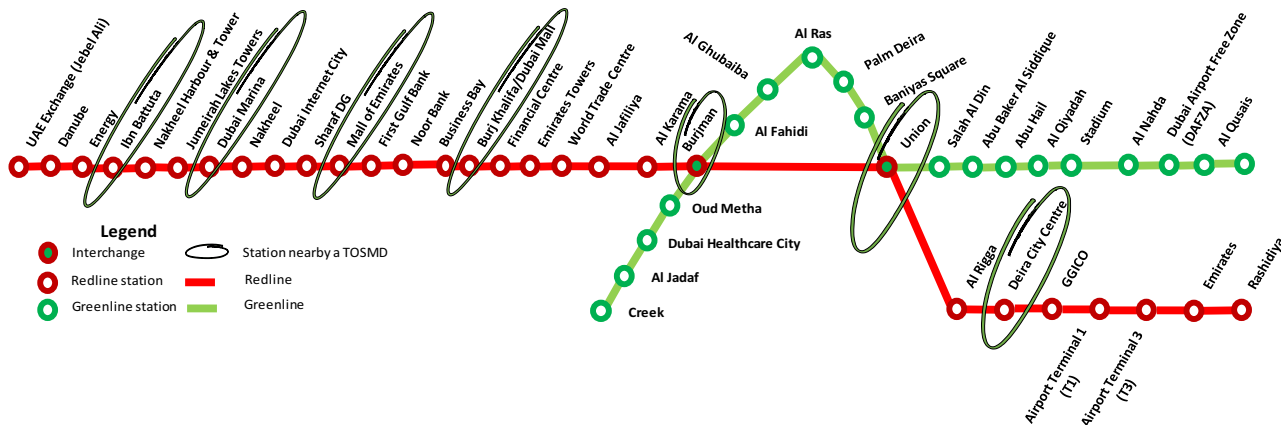 UAE Exchange (Jebel Ali)
Danube
Energy
Ibn Battuta
Nakheel Harbour & Tower
Jumeirah Lakes Towers
Dubai Marina
Nakheel
Dubai Internet City
Sharaf DG
Mall of Emirates
First Gulf Bank
Noor Bank
Business Bay
Burj Khalifa/Dubai Mall
Financial Centre
Emirates Towers
World Trade Centre
Al Jafiliya
Al Karama
Burjman
Al Fahidi
Al Ghubaiba
Al Ras
Palm Deira
Baniyas Square
Union
Salah Al Din
Abu Baker Al Siddique
Abu Hail
Al Qiyadah
Stadium
Al Nahda
Dubai Airport Free Zone
(DAFZA)
Al Qusais
Oud Metha
Dubai Healthcare City
Al Jadaf
Creek
Al Rigga
Deira City Centre
GGICO
Airport Terminal 1
(T1)
Airport Terminal 3
(T3)
Emirates
Rashidiya
Legend
Interchange
Station nearby a TOSMD
Redline station
Redline
Greenline station
Greenline